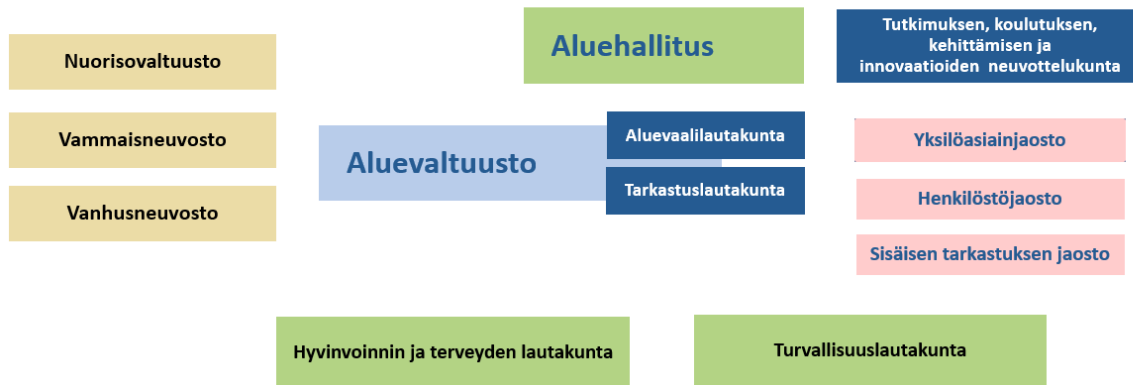 Nuorisovaltuusto
Vammaisneuvosto
Vanhusneuvosto
Aluehallitus
Aluevaltuusto
Aluevaalilautakunta
Tarkastuslautakunta
Tutkimuksen, koulutuksen,
kehittämisen ja
innovaatioiden neuvottelukunta
Yksilöasiainjaosto
Henkilöstöjaosto
Sisäisen tarkastuksen jaosto
Hyvinvoinnin ja terveyden lautakunta
Turvallisuuslautakunta